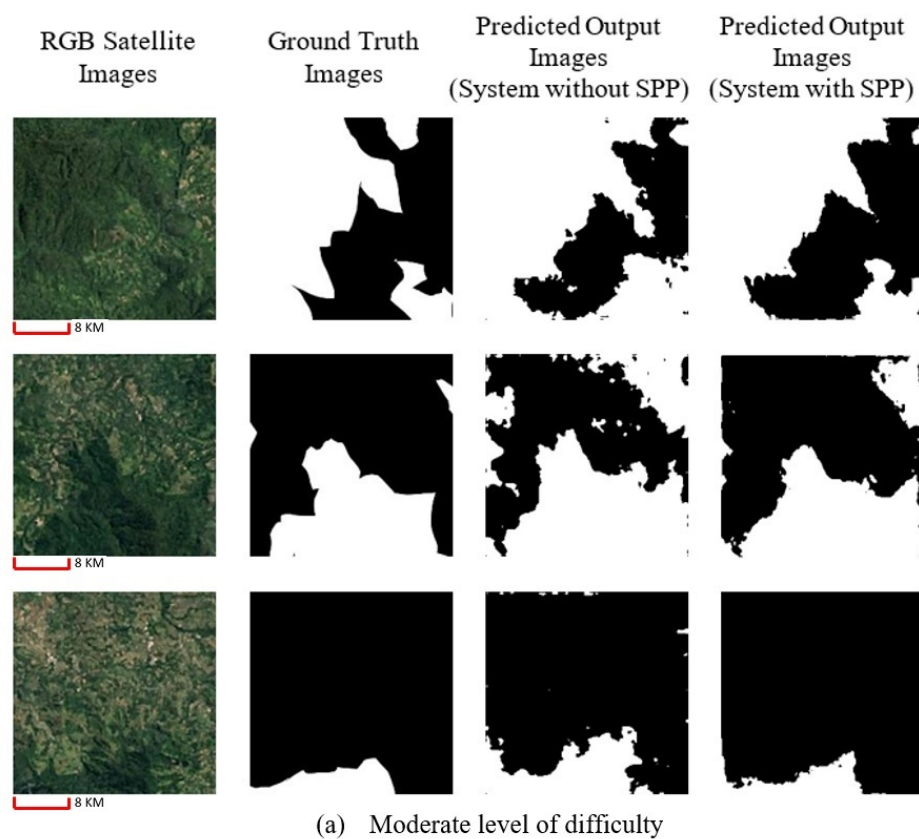 RGB Satellite
Images
Ground Truth
Images
Predicted Output
Images
(System without SPP)
Predicted Output
Images
(System with SPP)
8 KM
8 KM
8 KM
(a) Moderate level of difficulty